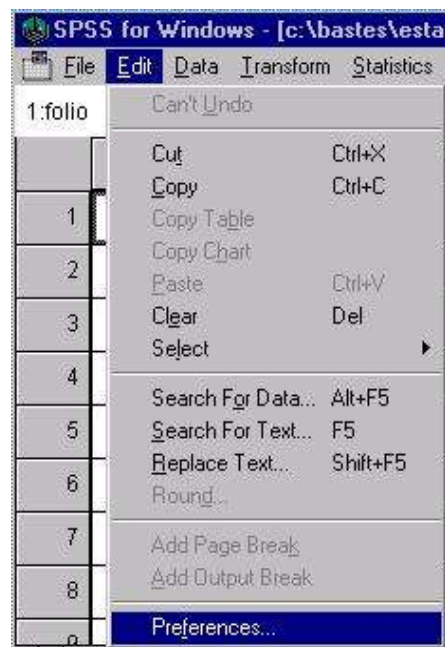 SPSS for Windows - [c:\bastes\esta
File Edit Data Transform Statistics
1:folio
Can't Undo
Cut Ctrl+X
Copy Ctrl+C
1 Copy Table
Copy Chart
2 Paste Ctrl+V
3 Clear Del
Select
4 Search For Data... Alt+F5
5 Search For Text... F5
Replace Text... Shift+F5
6 Round...
7 Add Page Break
8 Add Output Break
9 Preferences...